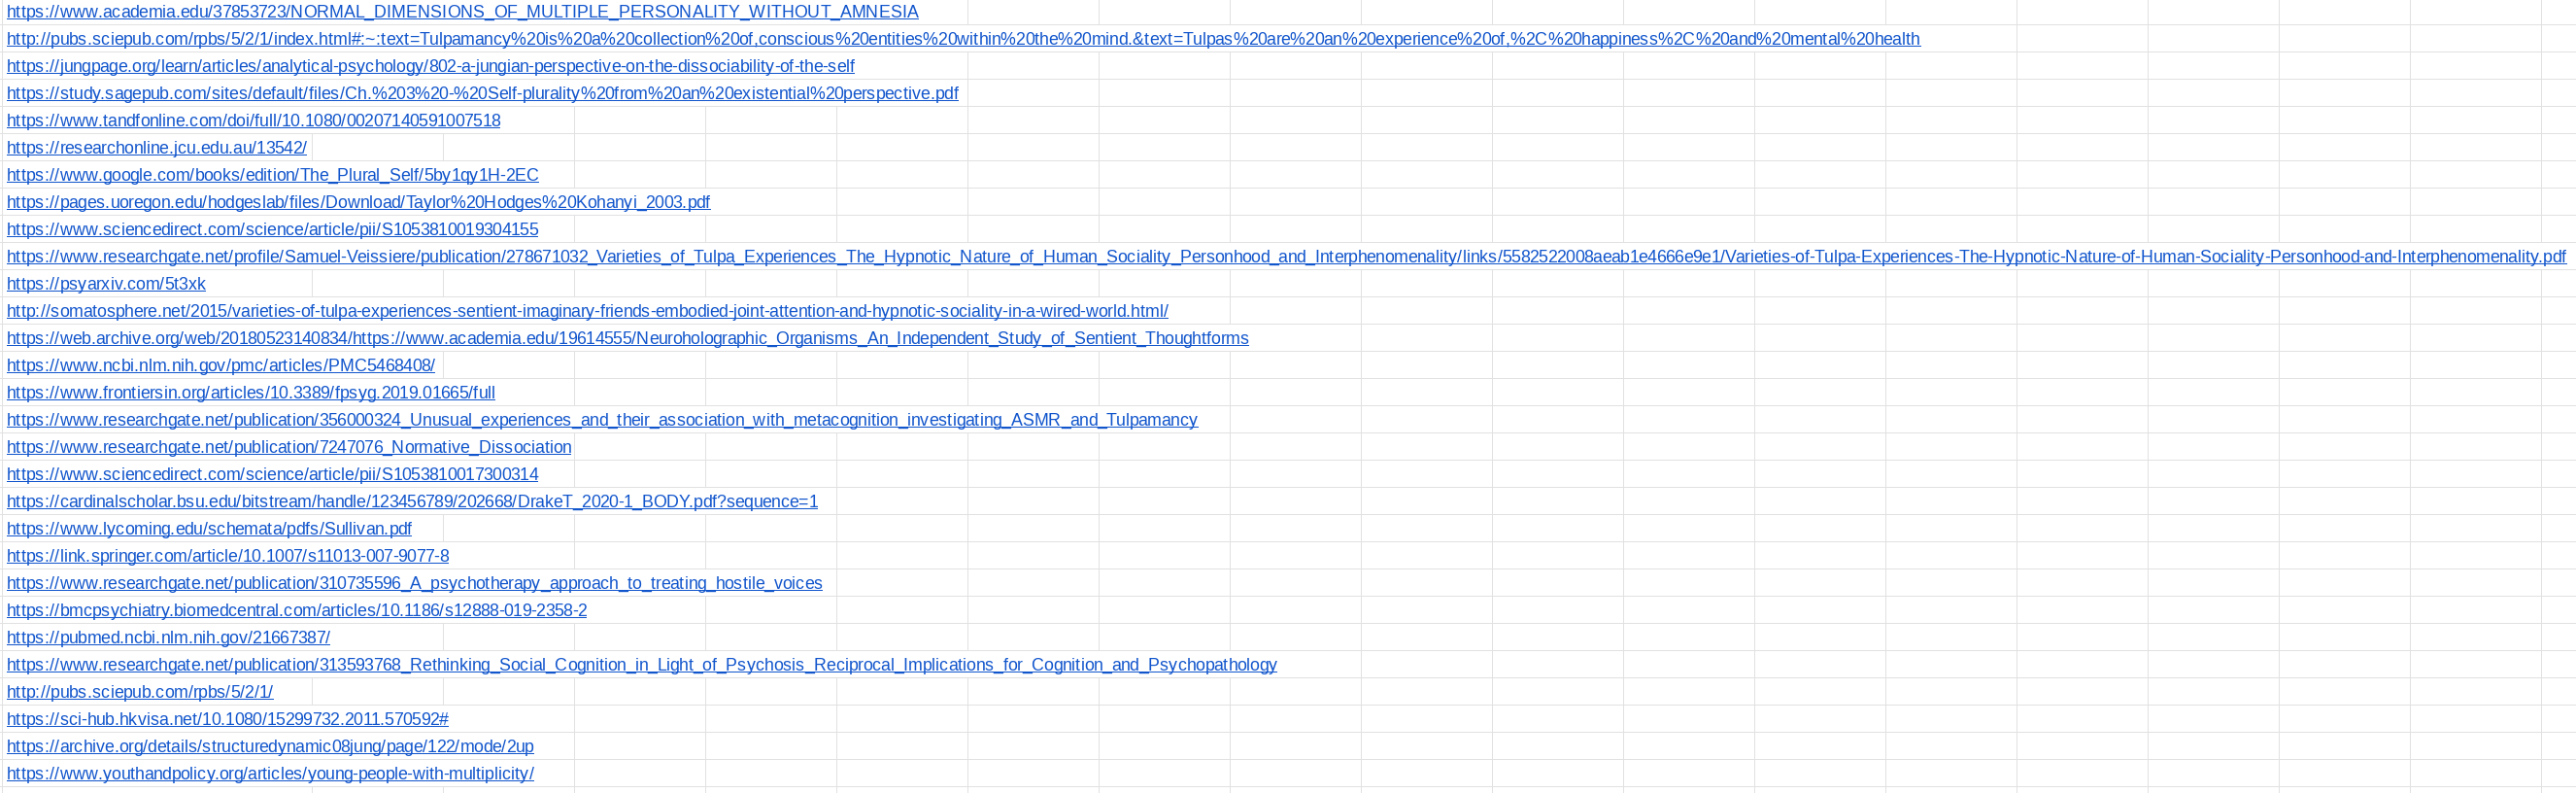 https://www.academia.edu/37853723/NORMAL_DIMENSIONS_OF_MULTIPLE_PERSONALITY_WITHOUT_AMNESIA
http://pubs.sciepub.com/rpbs/5/2/1/index.html#:~:text=Tulpamancy%20is%20a%20collection%20of,conscious%20entities%20within%20the%20mind.&text=Tulpas%20are%20an%20experience%20of,%2C%20happiness%2C%20and%20mental%20health
https://jungpage.org/learn/articles/analytical-psychology/802-a-jungian-perspective-on-the-dissociability-of-the-self
https://study.sagepub.com/sites/default/files/Ch.%203%20-%20Self-plurality%20from%20an%20existential%20perspective.pdf
https://www.tandfonline.com/doi/full/10.1080/00207140591007518
https://researchonline.jcu.edu.au/13542/
https://www.google.com/books/edition/The_Plural_Self/5by1qy1H-2EC
https://pages.uoregon.edu/hodgeslab/files/Download/Taylor%20Hodges%20Kohanyi_2003.pdf
https://www.sciencedirect.com/science/article/pii/S1053810019304155
https://www.researchgate.net/profile/Samuel-Veissiere/publication/278671032_Varieties_of_Tulpa_Experiences_The_Hypnotic_Nature_of_Human_Sociality_Personhood_and_Interphenomenality/links/5582522008aeab1e4666e9e1/Varieties-of-Tulpa-Experiences-The-Hypnotic-Nature-of-Human-Sociality-Personhood-and-Interphenomenality.pdf
https://psyarxiv.com/5t3xk
http://somatosphere.net/2015/varieties-of-tulpa-experiences-sentient-imaginary-friends-embodied-joint-attention-and-hypnotic-sociality-in-a-wired-world.html/
https://web.archive.org/web/20180523140834/https://www.academia.edu/19614555/Neuroholographic_Organisms_An_Independent_Study_of_Sentient_Thoughtforms
https://www.ncbi.nlm.nih.gov/pmc/articles/PMC5468408/
https://www.frontiersin.org/articles/10.3389/fpsyg.2019.01665/full
https://www.researchgate.net/publication/356000324_Unusual_experiences_and_their_association_with_metacognition_investigating_ASMR_and_Tulpamancy
https://www.researchgate.net/publication/7247076_Normative_Dissociation
https://www.sciencedirect.com/science/article/pii/S1053810017300314
https://cardinalscholar.bsu.edu/bitstream/handle/123456789/202668/DrakeT_2020-1_BODY.pdf?sequence=1
https://www.lycoming.edu/schemata/pdfs/Sullivan.pdf
https://link.springer.com/article/10.1007/s11013-007-9077-8
https://www.researchgate.net/publication/310735596_A_psychotherapy_approach_to_treating_hostile_voices
https://bmcpsychiatry.biomedcentral.com/articles/10.1186/s12888-019-2358-2
https://pubmed.ncbi.nlm.nih.gov/21667387/
https://www.researchgate.net/publication/313593768_Rethinking_Social_Cognition_in_Light_of_Psychosis_Reciprocal_Implications_for_Cognition_and_Psychopathology
http://pubs.sciepub.com/rpbs/5/2/1/
https://sci-hub.hkvisa.net/10.1080/15299732.2011.570592#
https://archive.org/details/structuredynamic08jung/page/122/mode/2up
https://www.youthandpolicy.org/articles/young-people-with-multiplicity/